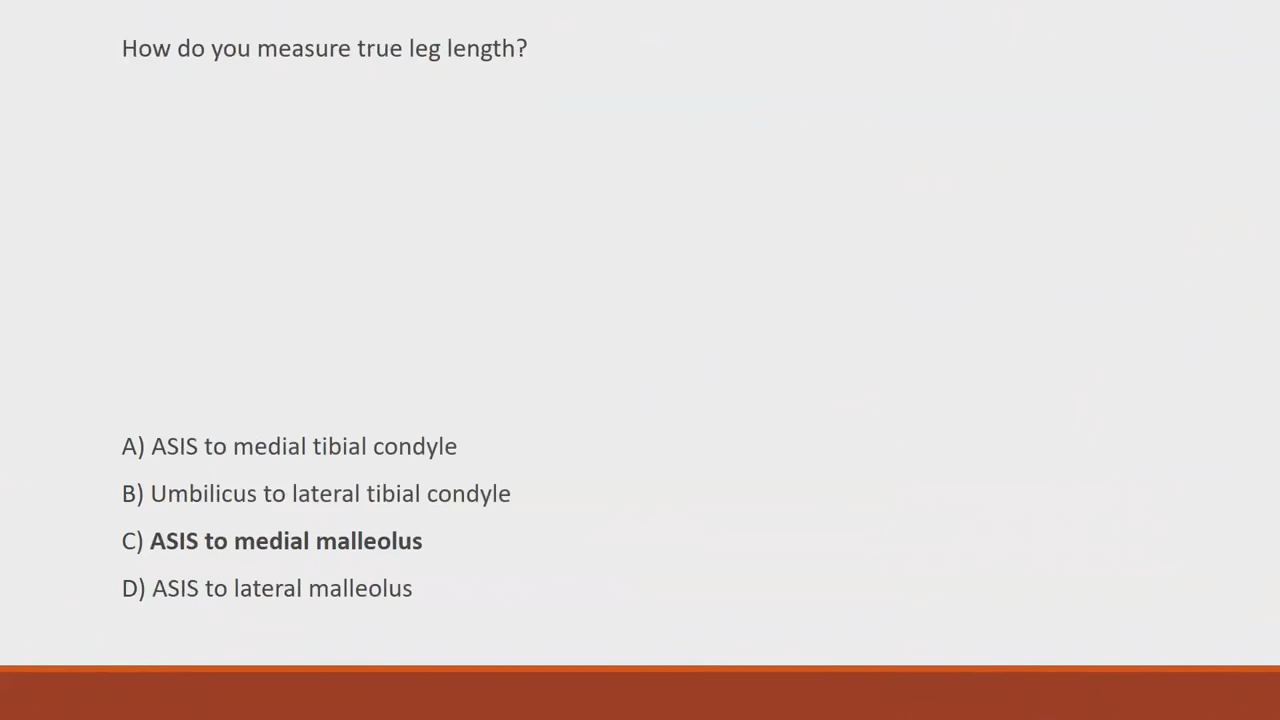 How do you measure true leg length?
A) ASIS to medial tibial condyle
B) Umbilicus to lateral tibial condyle
C) ASIS to medial malleolus
D) ASIS to lateral malleolus